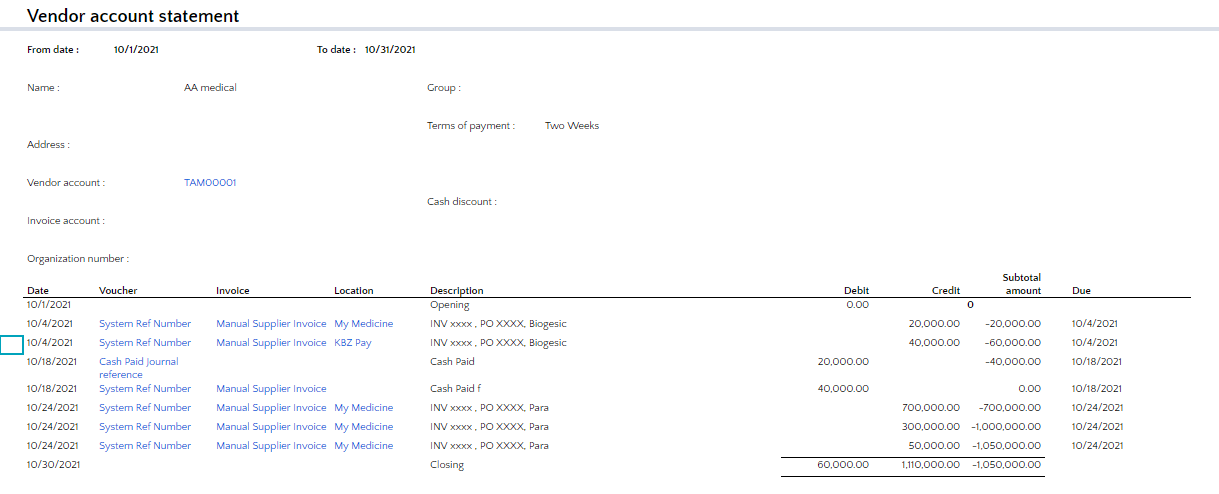 Vendor account statement
From date : 10/1/2021 To date : 10/31/2021
Name : AA medical Group :
Terms of payment : Two Weeks
Address :
Vendor account : TAM00001
Cash discount :
Invoice account :
Organization number :
Subtotal
Date Voucher Invoice Location Description Debit Credit amount Due
10/1/2021 Opening 0.00 0
10/4/2021 System Ref Number Manual Supplier Invoice My Medicine INV xxxx , PO XXXX, Biogesic 20,000.00 -20,000.00 10/4/2021
10/4/2021 System Ref Number Manual Supplier Invoice KBZ Pay INV xxxx , PO XXXX, Biogesic 40,000.00 -60,000.00 10/4/2021
10/18/2021 Cash Paid Journal Cash Paid 20,000.00 -40,000.00 10/18/2021
reference
10/18/2021 System Ref Number Manual Supplier Invoice Cash Paid f 40,000.00 0.00 10/18/2021
10/24/2021 System Ref Number Manual Supplier Invoice My Medicine INV xxxx , PO XXXX, Para 700,000.00 -700,000.00 10/24/2021
10/24/2021 System Ref Number Manual Supplier Invoice My Medicine INV xxxx , PO XXXX, Para 300,000.00 -1,000,000.00 10/24/2021
10/24/2021 System Ref Number Manual Supplier Invoice My Medicine INV xxxx , PO XXXX, Para 50,000.00 -1,050,000.00 10/24/2021
10/30/2021 Closing 60,000.00 1,110,000.00 -1,050,000.00